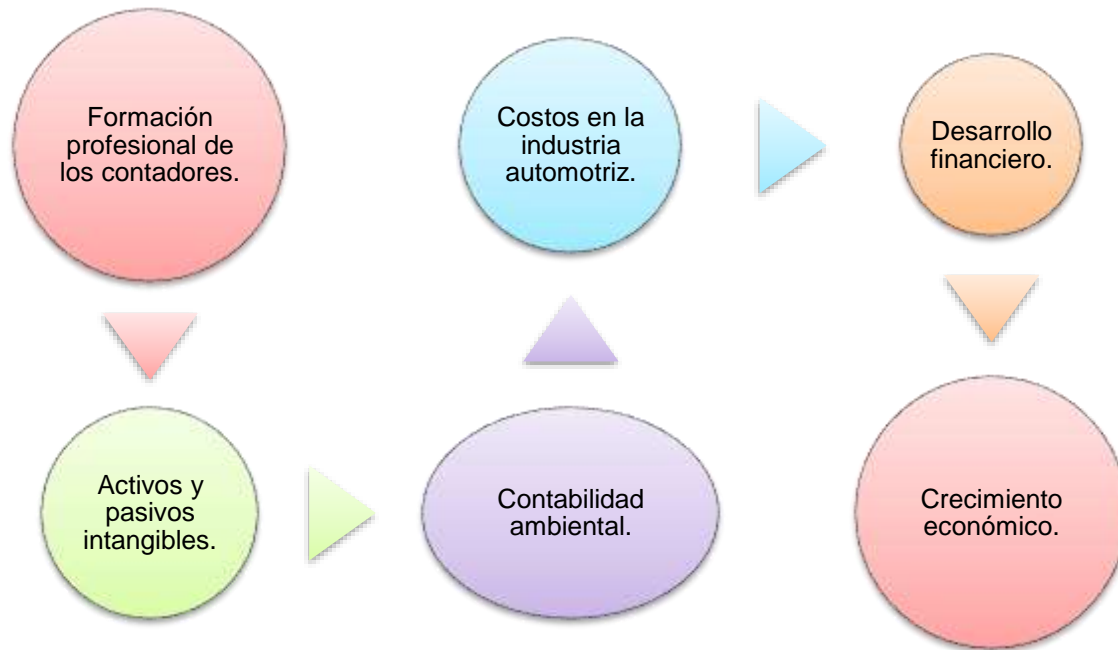 Formación
profesional de
los contadores.
Activos y
pasivos
intangibles.
Contabilidad
ambiental.
Costos en la
industria
automotriz.
Desarrollo
financiero.
Crecimiento
económico.